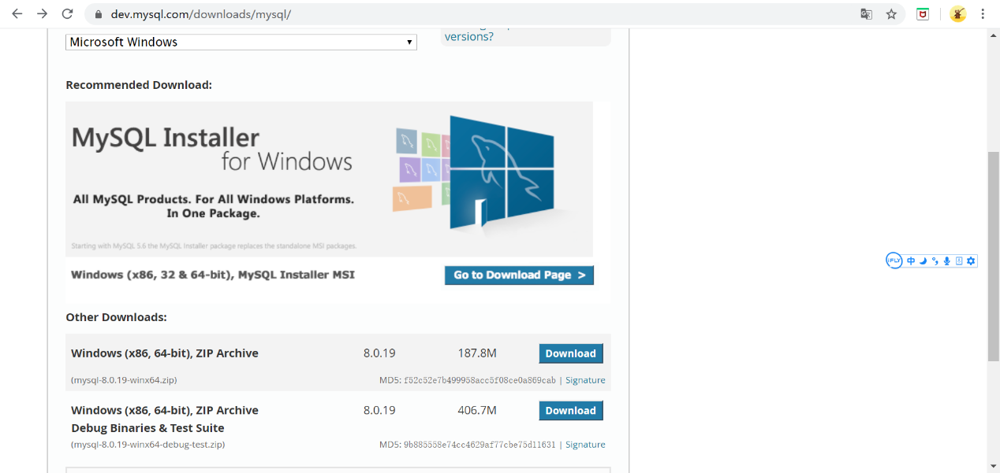 dev.mysql.com/downloads/mysql/
versions?
Microsoft Windows
Recommended Download:
MySQL Installer
for Windows
All MySQL Products. For All Windows Platforms.
In One Package.
Starting with MySQL 5.6 the MySQL Installer package replaces the standalone MSI packages.
Windows (x86, 32 & 64-bit), MySQL Installer MSI
Go to Download Page >
iFLY 中
Other Downloads:
Windows (x86, 64-bit), ZIP Archive 8.0.19 187.8M Download
(mysql-8.0.19-winx64.zip) MD5: f52c52e7b499958acc5f08ce0a869cab | Signature
Windows (x86, 64-bit), ZIP Archive 8.0.19 406.7M Download
Debug Binaries & Test Suite
(mysql-8.0.19-winx64-debug-test.zip) MD5: 9b885558e74cc4629af77cbe75d11631 | Signature